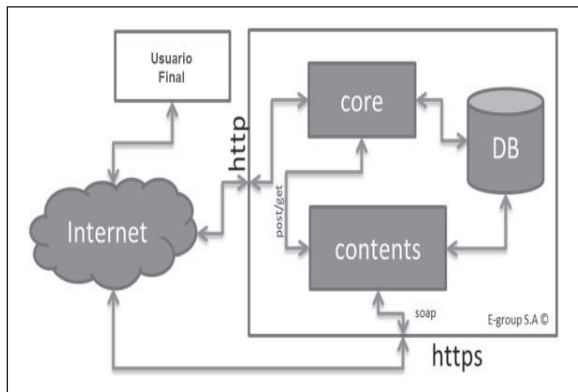 Usuario
Final
core
http
DB
post/get
Internet
contents
soap
E-group S.A ©
https